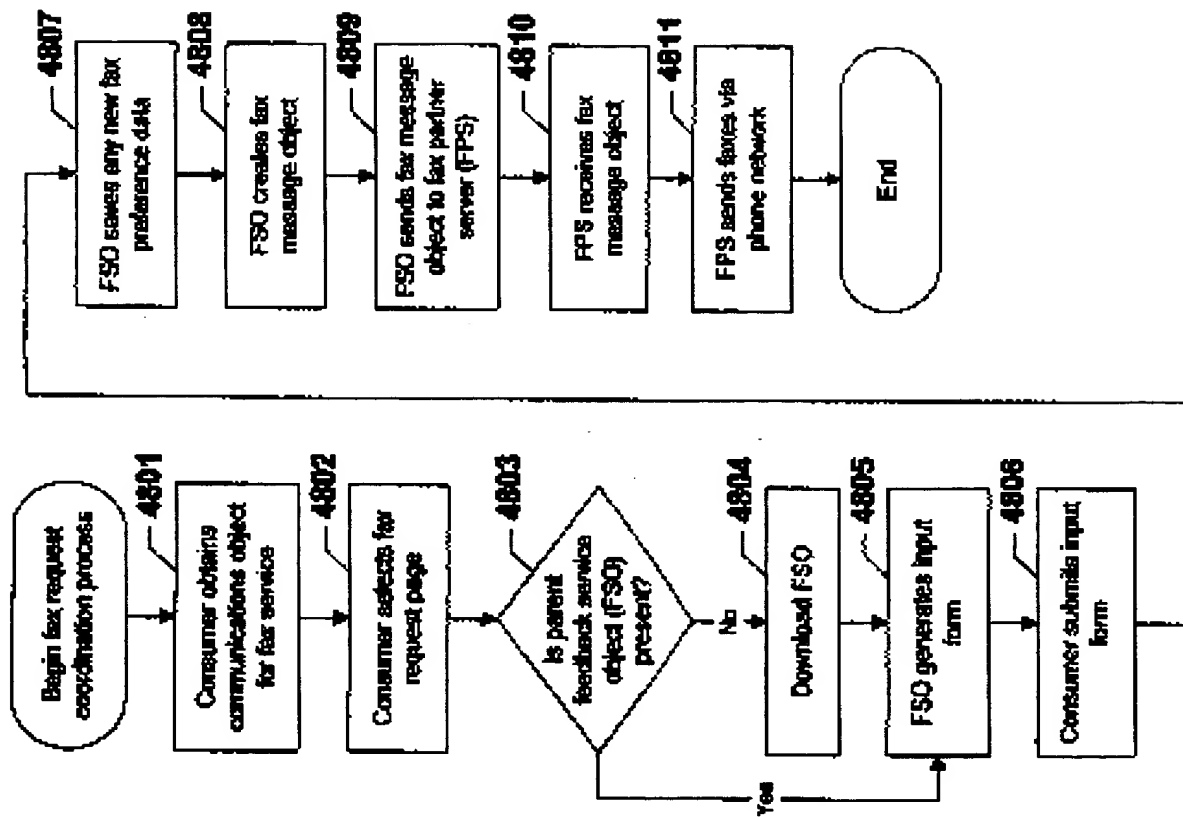 Begin fax request
coordination process
4801
Consumer obtains
communications object
for fax service
4802
Consumer selects fax
request page
4803
Is parent
feedback service
object (FSO)
present?
No
Yes
4804
Download FSO
4805
FSO generates input
form
4806
Consumer submits input
form
4807
FSO saves any new fax
preference data
4808
FSO creates fax
message object
4809
FSO sends fax message
object to fax partner
server (FPS)
4810
FPS receives fax
message object
4811
FPS sends faxes via
phone network
End